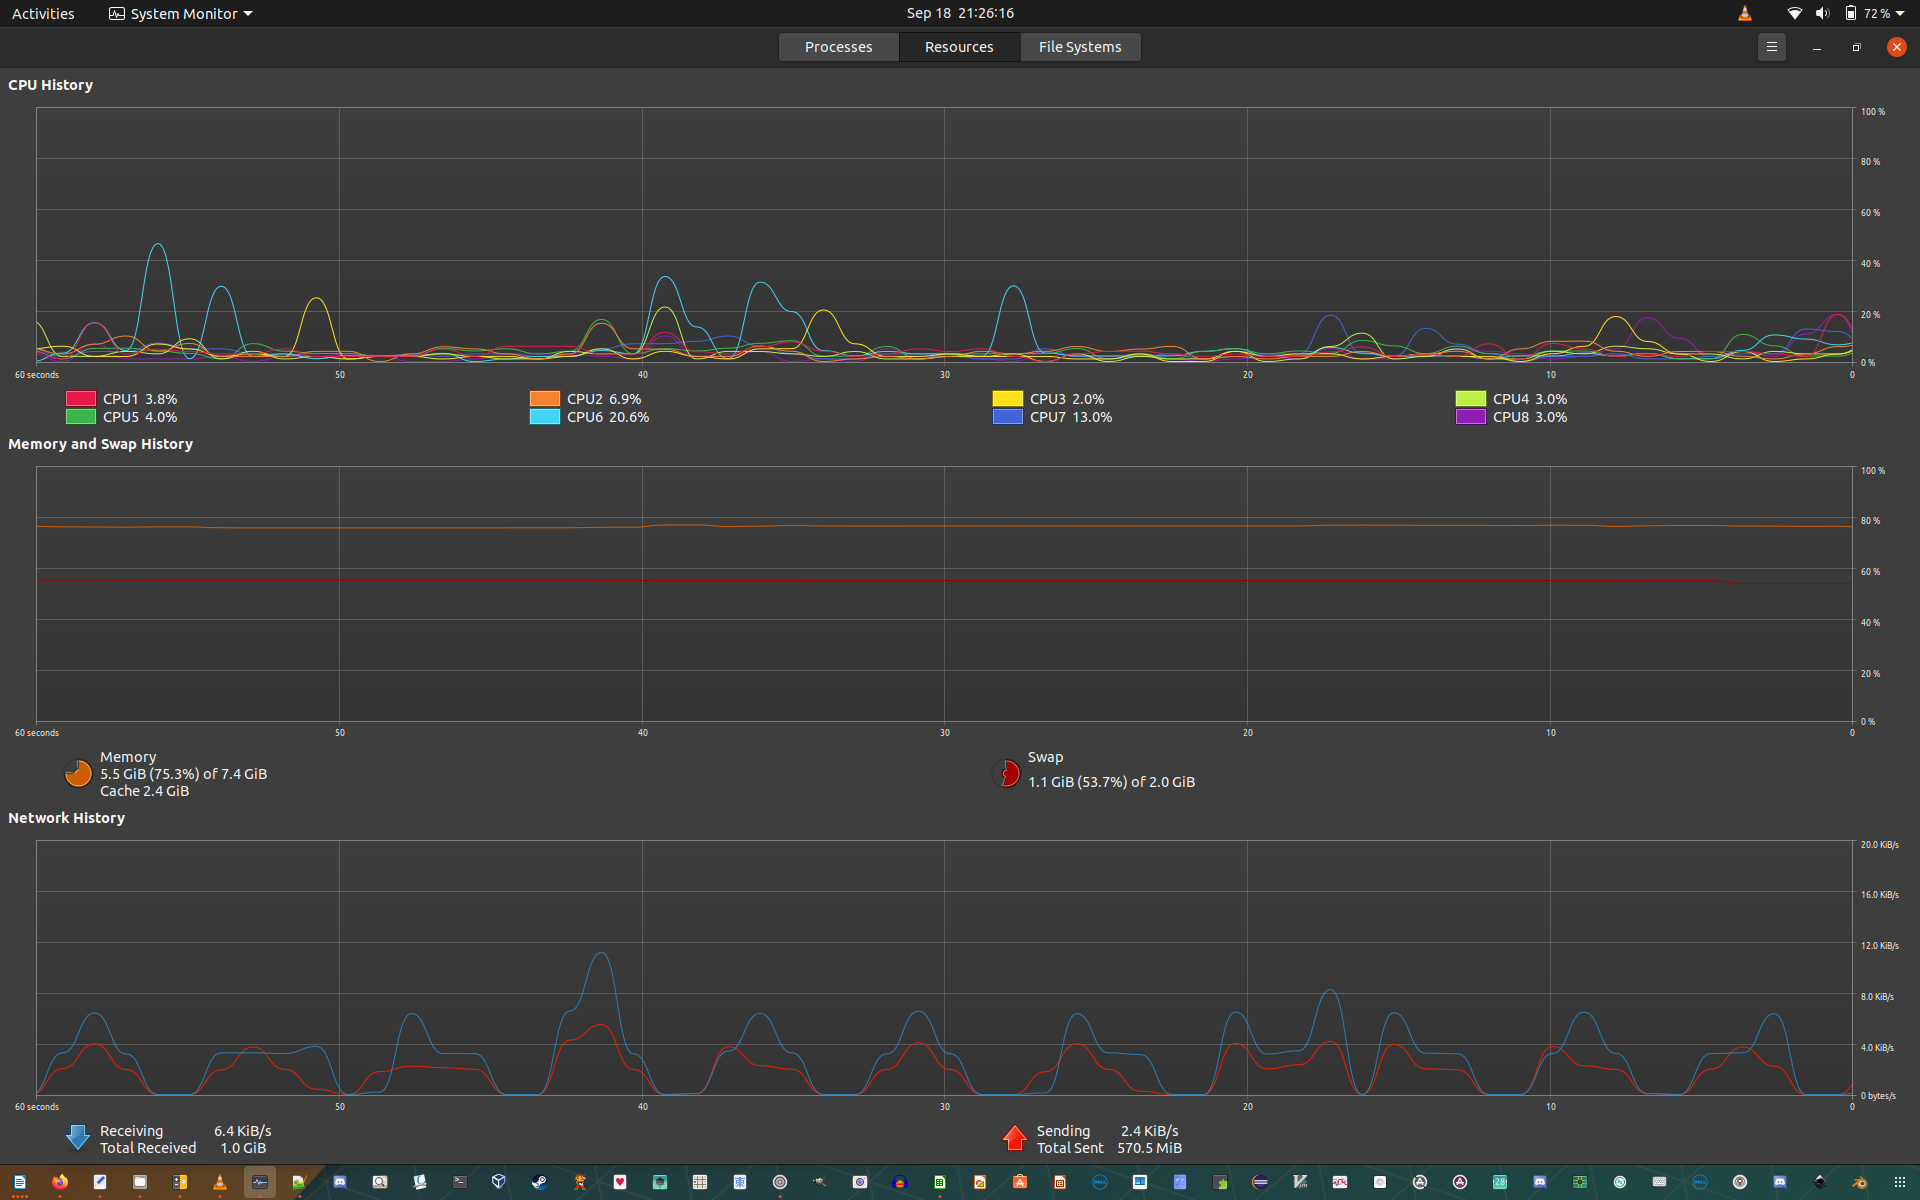 Activities
System Monitor
Sep 18 21:26:16
72 %
Processes
Resources
File Systems
CPU History
100 %
80 %
60 %
40 %
20 %
0 %
60 seconds 50 40 30 20 10 0
CPU1 3.8%
CPU2 6.9%
CPU3 2.0%
CPU4 3.0%
CPU5 4.0%
CPU6 20.6%
CPU7 13.0%
CPU8 3.0%
Memory and Swap History
100 %
80 %
60 %
40 %
20 %
0 %
60 seconds 50 40 30 20 10 0
Memory
5.5 GiB (75.3%) of 7.4 GiB
Cache 2.4 GiB
Swap
1.1 GiB (53.7%) of 2.0 GiB
Network History
20.0 KiB/s
16.0 KiB/s
12.0 KiB/s
8.0 KiB/s
4.0 KiB/s
0 bytes/s
60 seconds 50 40 30 20 10 0
Receiving 6.4 KiB/s
Total Received 1.0 GiB
Sending 2.4 KiB/s
Total Sent 570.5 MiB